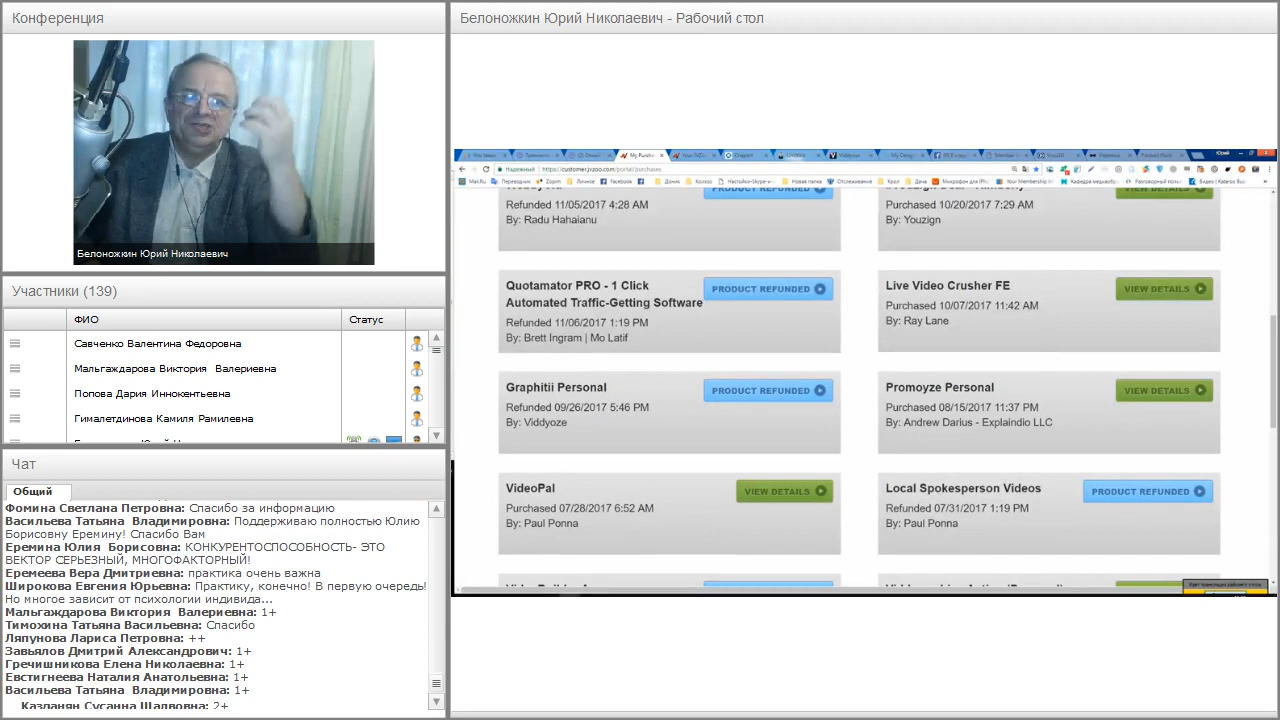 Конференция
Белоножкин Юрий Николаевич
Участники (139)
ФИО
Статус
Савченко Валентина Федоровна
Мальгаждарова Виктория Валериевна
Попова Дария Иннокентьевна
Гималетдинова Камиля Рамилевна
Чат
Общий
Фомина Светлана Петровна: Спасибо за информацию
Васильева Татьяна Владимировна: Поддерживаю полностью Юлию
Борисовну Еремину! Спасибо Вам
Еремина Юлия Борисовна: КОНКУРЕНТОСПОСОБНОСТЬ- ЭТО
ВЕКТОР СЕРЬЕЗНЫЙ, МНОГОФАКТОРНЫЙ!
Еремеева Вера Дмитриевна: практика очень важна
Широкова Евгения Юрьевна: Практику, конечно! В первую очередь!
Но многое зависит от психологии индивида...
Мальгаждарова Виктория Валериевна: 1+
Тимохина Татьяна Васильевна: Спасибо
Ляпунова Лариса Петровна: ++
Завьялов Дмитрий Александрович: 1+
Гречишникова Елена Николаевна: 1+
Евстигнеева Наталия Анатольевна: 1+
Васильева Татьяна Владимировна: 1+
Казданян Сусанна Шалвовна: 2+
Белоножкин Юрий Николаевич - Рабочий стол
Надежный
https://customer.jvzoo.com/portal/purchases
PRODUCT REFUNDED
Refunded 11/05/2017 4:28 AM
By: Radu Hahaianu
VIEW DETAILS
Purchased 10/20/2017 7:29 AM
By: Youzign
Quotamator PRO - 1 Click
Automated Traffic-Getting Software
PRODUCT REFUNDED
Refunded 11/06/2017 1:19 PM
By: Brett Ingram | Mo Latif
Live Video Crusher FE
VIEW DETAILS
Purchased 10/07/2017 11:42 AM
By: Ray Lane
Graphitii Personal
PRODUCT REFUNDED
Refunded 09/26/2017 5:46 PM
By: Viddyoze
Promoyze Personal
VIEW DETAILS
Purchased 08/15/2017 11:37 PM
By: Andrew Darius - Explaindio LLC
VideoPal
VIEW DETAILS
Purchased 07/28/2017 6:52 AM
By: Paul Ponna
Local Spokesperson Videos
PRODUCT REFUNDED
Refunded 07/31/2017 1:19 PM
By: Paul Ponna